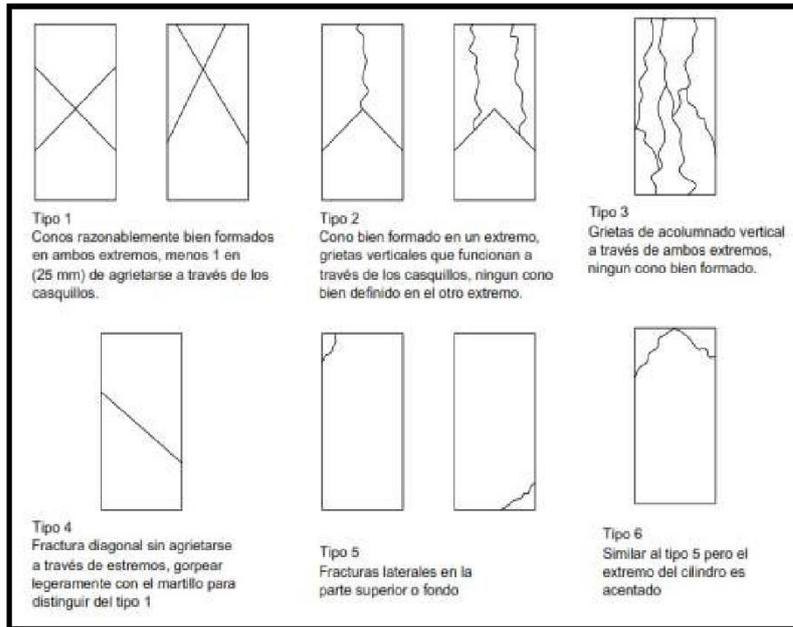 Tipo 1
Conos razonablemente bien formados
en ambos extremos, menos 1 en
(25 mm) de agrietarse a través de los
casquillos.
Tipo 2
Cono bien formado en un extremo,
grietas verticales que funcionan a
través de los casquillos, ningun cono
bien definido en el otro extremo.
Tipo 3
Grietas de acolumnado vertical
a través de ambos extremos,
ningun cono bien formado.
Tipo 4
Fractura diagonal sin agrietarse
a través de estremos, gorpear
legeramente con el martillo para
distinguir del tipo 1
Tipo 5
Fracturas laterales en la
parte superior o fondo
Tipo 6
Similar al tipo 5 pero el
extremo del cilindro es
acentado